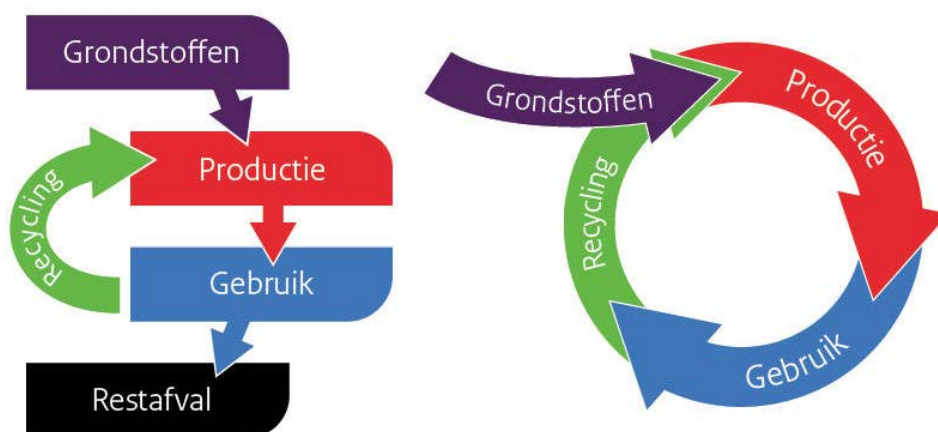 Grondstoffen
Productie
Recycling
Gebruik
Restafval
Grondstoffen
Productie
Recycling
Gebruik